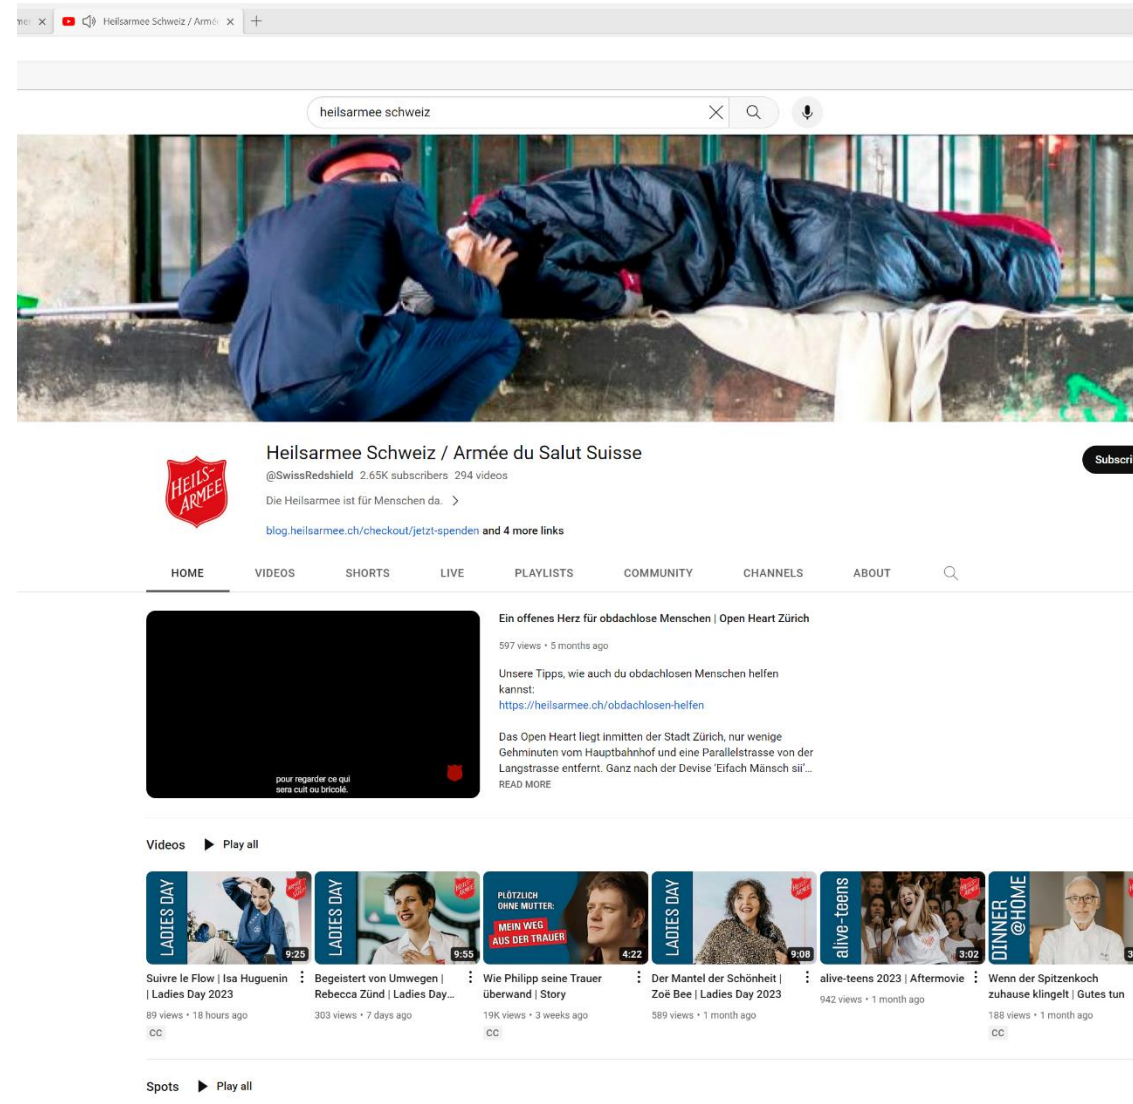 Heilsarmee Schweiz / Armé
heilsarmee schweiz
Heilsarmee Schweiz / Armée du Salut Suisse
@SwissRedshield 2.65K subscribers 294 videos
Die Heilsarmee ist für Menschen da.
blog.heilsarmee.ch/checkout/jetzt-spenden and 4 more links
Subscri
HEILS-
ARMEE
HOME VIDEOS SHORTS LIVE PLAYLISTS COMMUNITY CHANNELS ABOUT
pour regarder ce qui
sera cuit ou bricolé.
Ein offenes Herz für obdachlose Menschen | Open Heart Zürich
597 views • 5 months ago
Unsere Tipps, wie auch du obdachlosen Menschen helfen
kannst:
https://heilsarmee.ch/obdachlosen-helfen
Das Open Heart liegt inmitten der Stadt Zürich, nur wenige
Gehminuten vom Hauptbahnhof und eine Parallelstrasse von der
Langstrasse entfernt. Ganz nach der Devise 'Eifach Mänsch sii'...
READ MORE
Videos Play all
LADIES DAY
9:25
Suivre le Flow | Isa Huguenin
| Ladies Day 2023
89 views • 18 hours ago
CC
LADIES DAY
9:55
Begeistert von Umwegen |
Rebecca Zünd | Ladies Day...
303 views • 7 days ago
PLÖTZLICH
OHNE MUTTER:
MEIN WEG
AUS DER TRAUER
HEILS-
ARMEE
4:22
Wie Philipp seine Trauer
überwand | Story
19K views • 3 weeks ago
CC
LADIES DAY
9:08
Der Mantel der Schönheit |
Zoë Bee | Ladies Day 2023
589 views • 1 month ago
alive-teens
3:02
alive-teens 2023 | Aftermovie
942 views • 1 month ago
DINNER
@HOME
3
Wenn der Spitzenkoch
zuhause klingelt | Gutes tun
188 views • 1 month ago
CC
Spots Play all